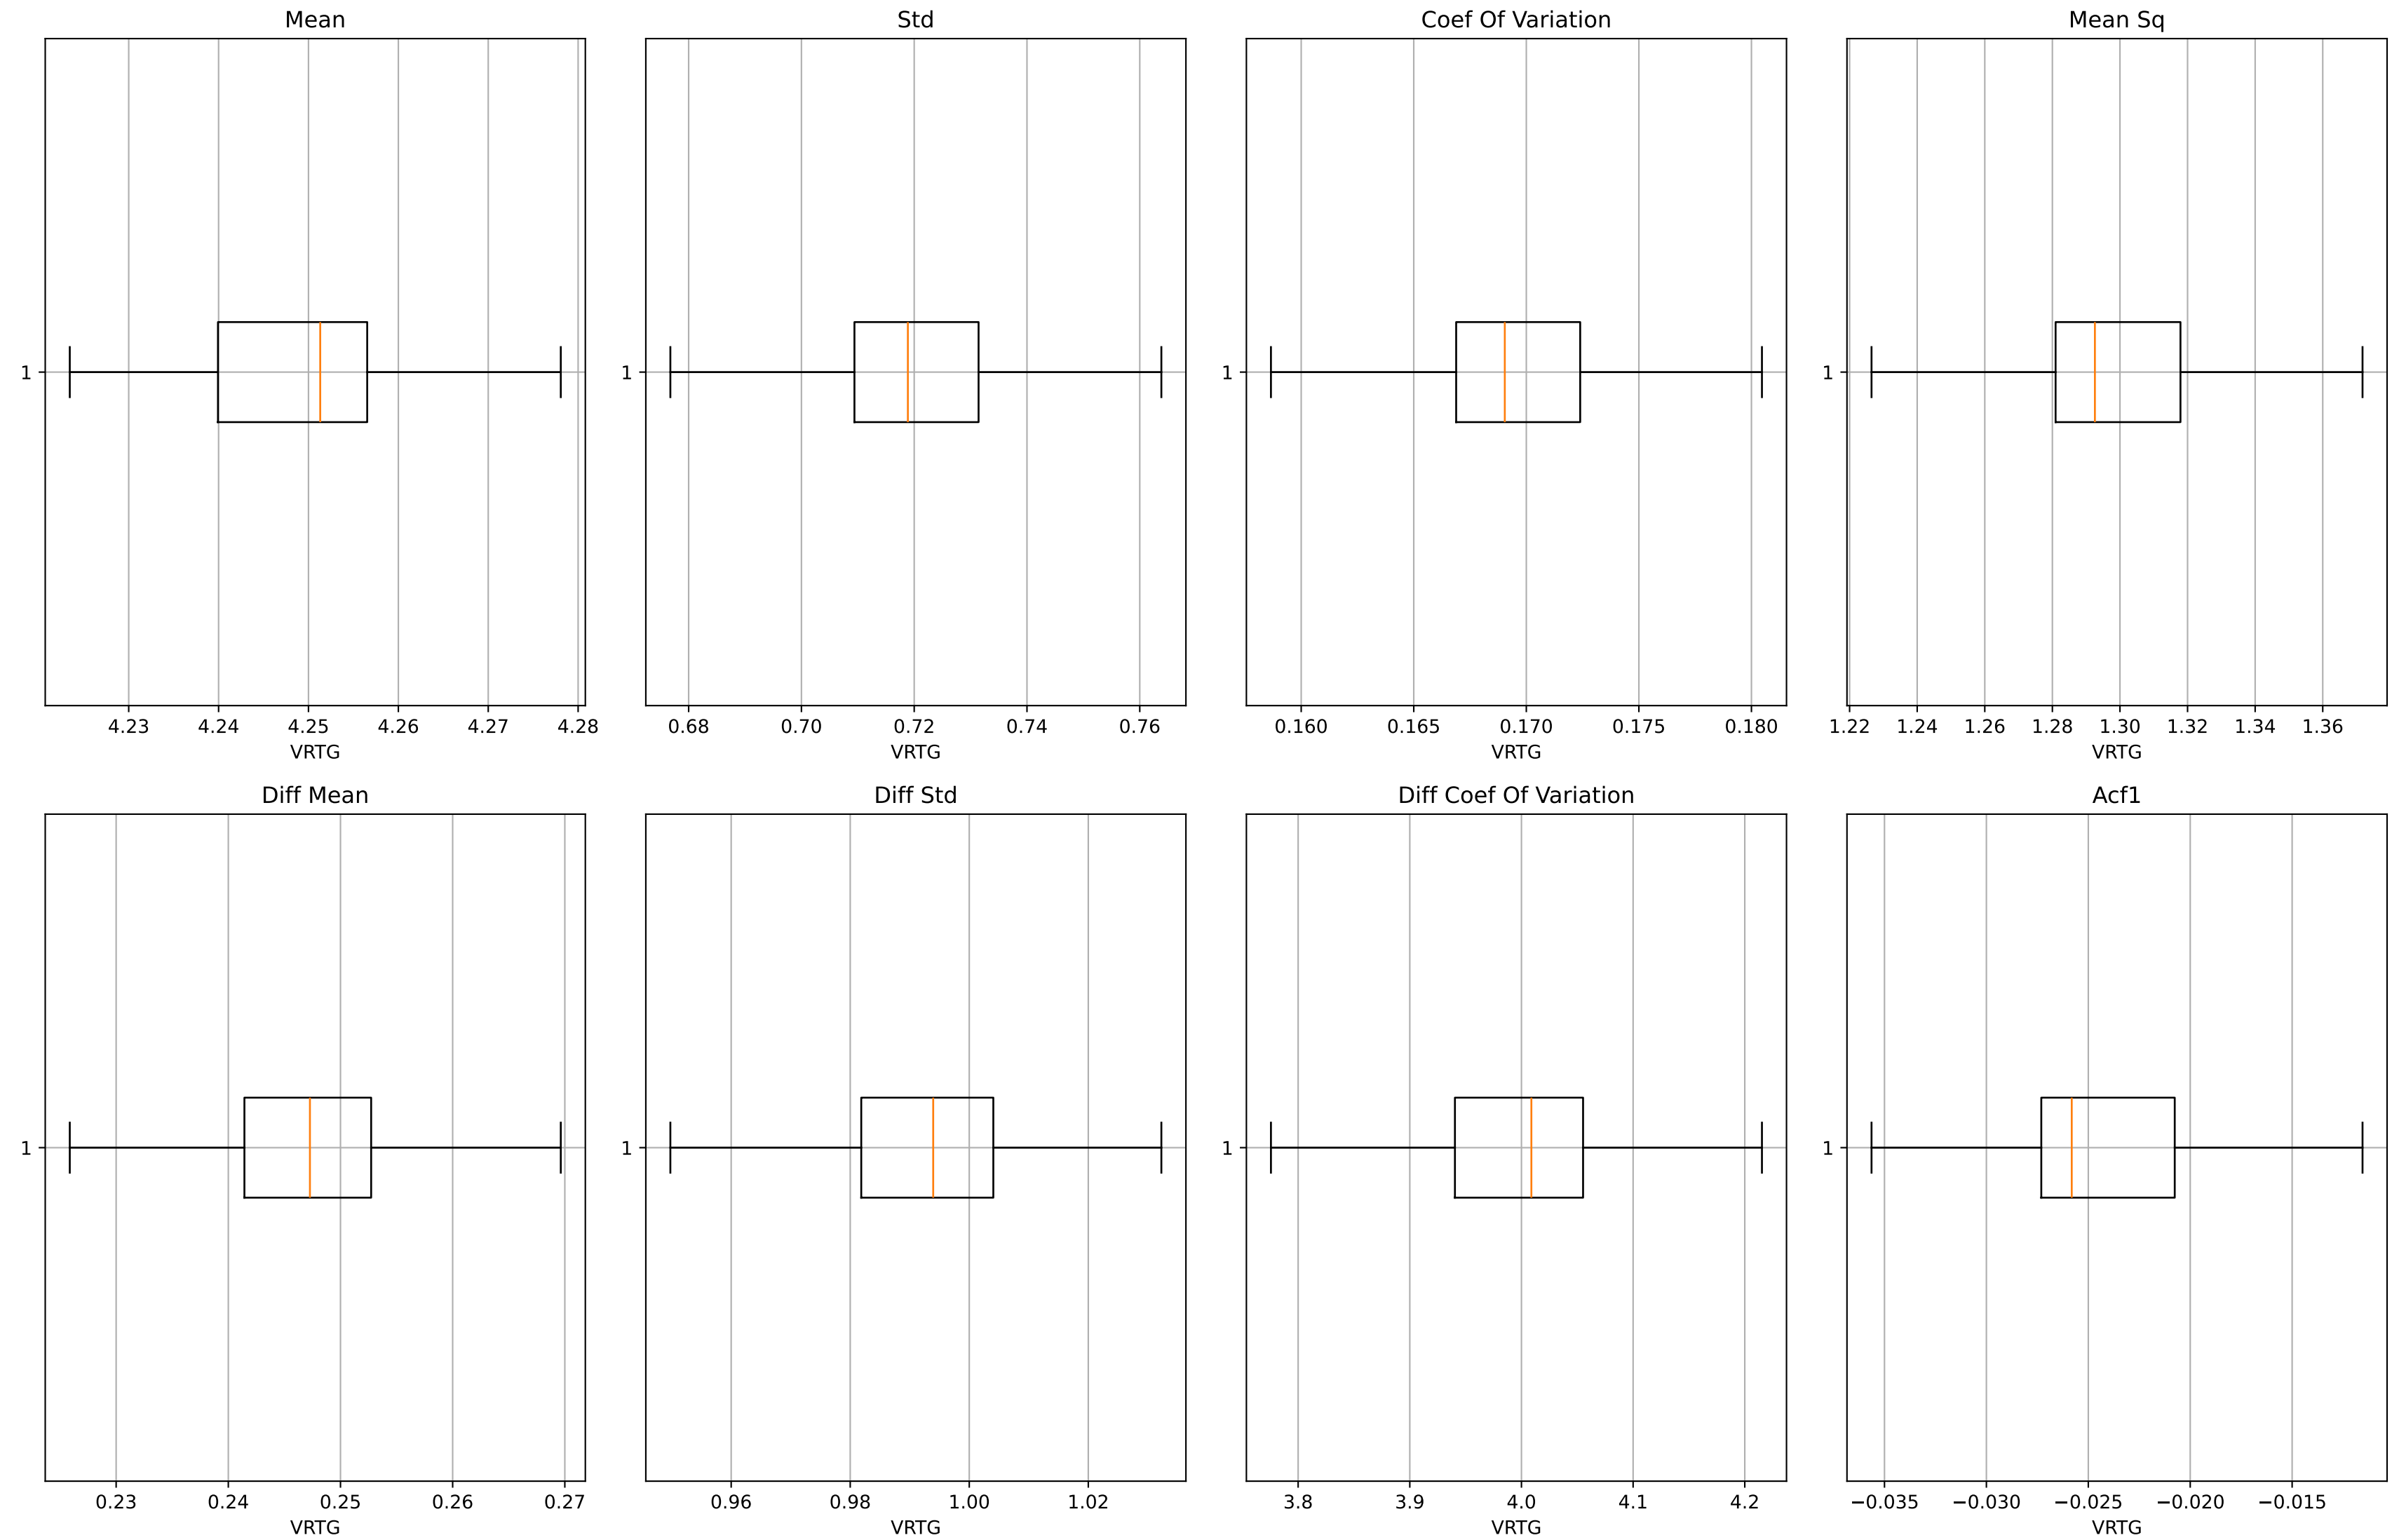 Mean
Std
Coef Of Variation
Mean Sq
1
1
1
1
4.23 4.24 4.25 4.26 4.27 4.28
0.68 0.70 0.72 0.74 0.76
0.160 0.165 0.170 0.175 0.180
1.22 1.24 1.26 1.28 1.30 1.32 1.34 1.36
VRTG
VRTG
VRTG
VRTG
Diff Mean
Diff Std
Diff Coef Of Variation
Acf1
1
1
1
1
0.23 0.24 0.25 0.26 0.27
0.96 0.98 1.00 1.02
3.8 3.9 4.0 4.1 4.2
−0.035 −0.030 −0.025 −0.020 −0.015
VRTG
VRTG
VRTG
VRTG